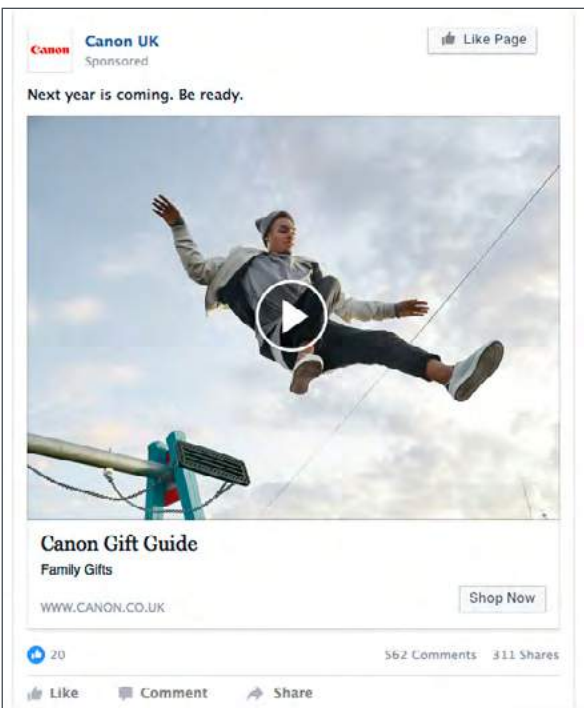 Canon
Canon UK
Like Page
Sponsored
Next year is coming. Be ready.
Canon Gift Guide
Family Gifts
WWW.CANON.CO.UK
Shop Now
20
562 Comments 311 Shares
Like Comment Share